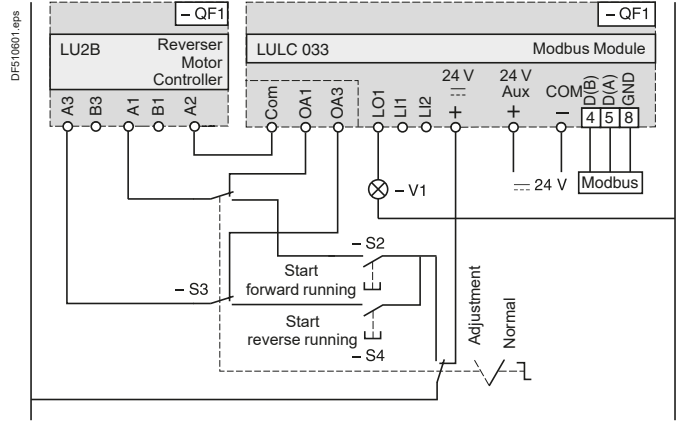 DF510601.eps
– QF1
– QF1
LU2B
Reverser
Motor
Controller
LULC 033
Modbus Module
A3
B3
A1
B1
A2
Com
OA1
OA3
LO1
LI1
LI2
24 V
+
24 V
Aux
+
COM
–
D(B)
D(A)
GND
4 5 8
– V1
24 V
Modbus
– S2
Start
forward running
– S3
Start
reverse running
– S4
Adjustment
Normal